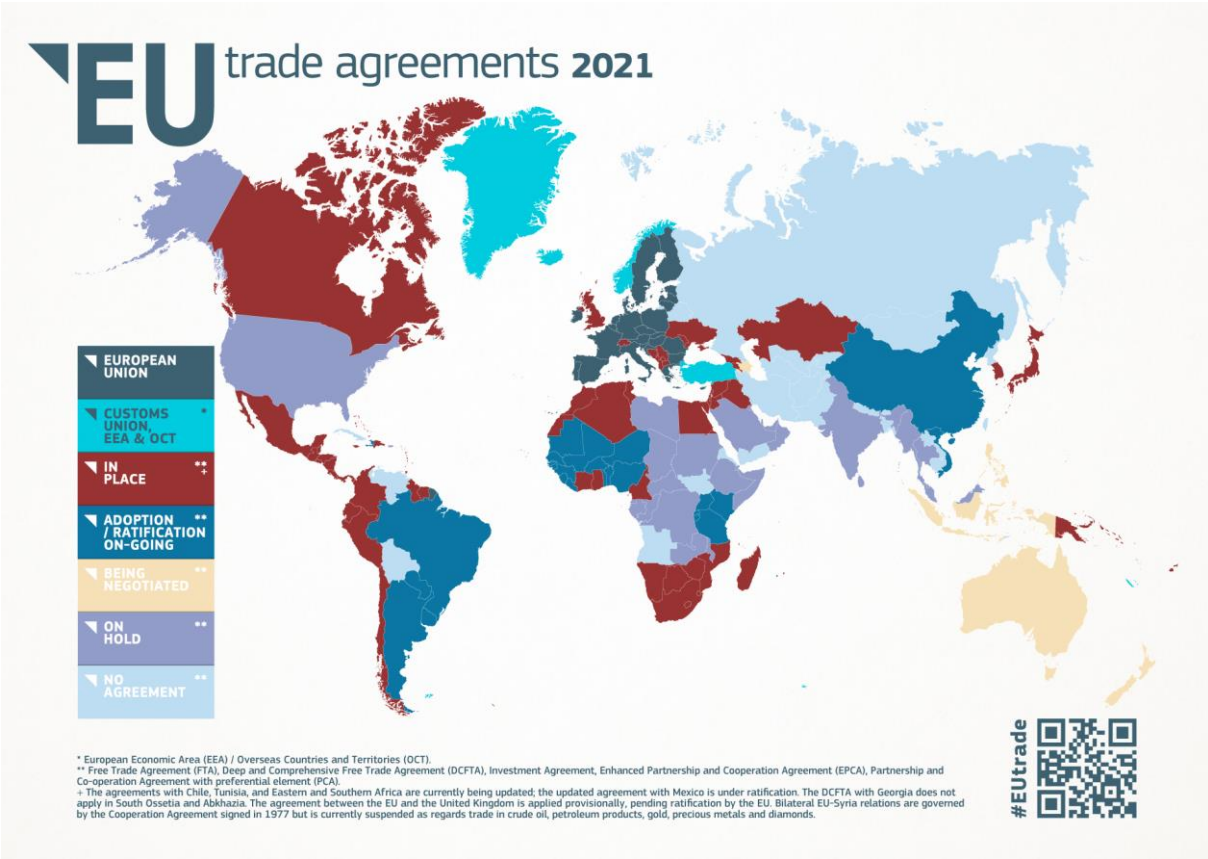 EU trade agreements 2021
EUROPEAN
UNION
CUSTOMS *
UNION,
EEA & OCT
IN **
PLACE +
ADOPTION **
/ RATIFICATION
ON-GOING
BEING **
NEGOTIATED
ON **
HOLD
NO **
AGREEMENT
* European Economic Area (EEA) / Overseas Countries and Territories (OCT).
** Free Trade Agreement (FTA), Deep and Comprehensive Free Trade Agreement (DCFTA), Investment Agreement, Enhanced Partnership and Cooperation Agreement (EPCA), Partnership and
Co-operation Agreement with preferential element (PCA).
+ The agreements with Chile, Tunisia, and Eastern and Southern Africa are currently being updated; the updated agreement with Mexico is under ratification. The DCFTA with Georgia does not
apply in South Ossetia and Abkhazia. The agreement between the EU and the United Kingdom is applied provisionally, pending ratification by the EU. Bilateral EU-Syria relations are governed
by the Cooperation Agreement signed in 1977 but is currently suspended as regards trade in crude oil, petroleum products, gold, precious metals and diamonds.
#EUtrade